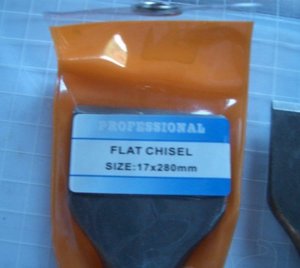 PROFESSIONAL
FLAT CHISEL
SIZE:17x280mm